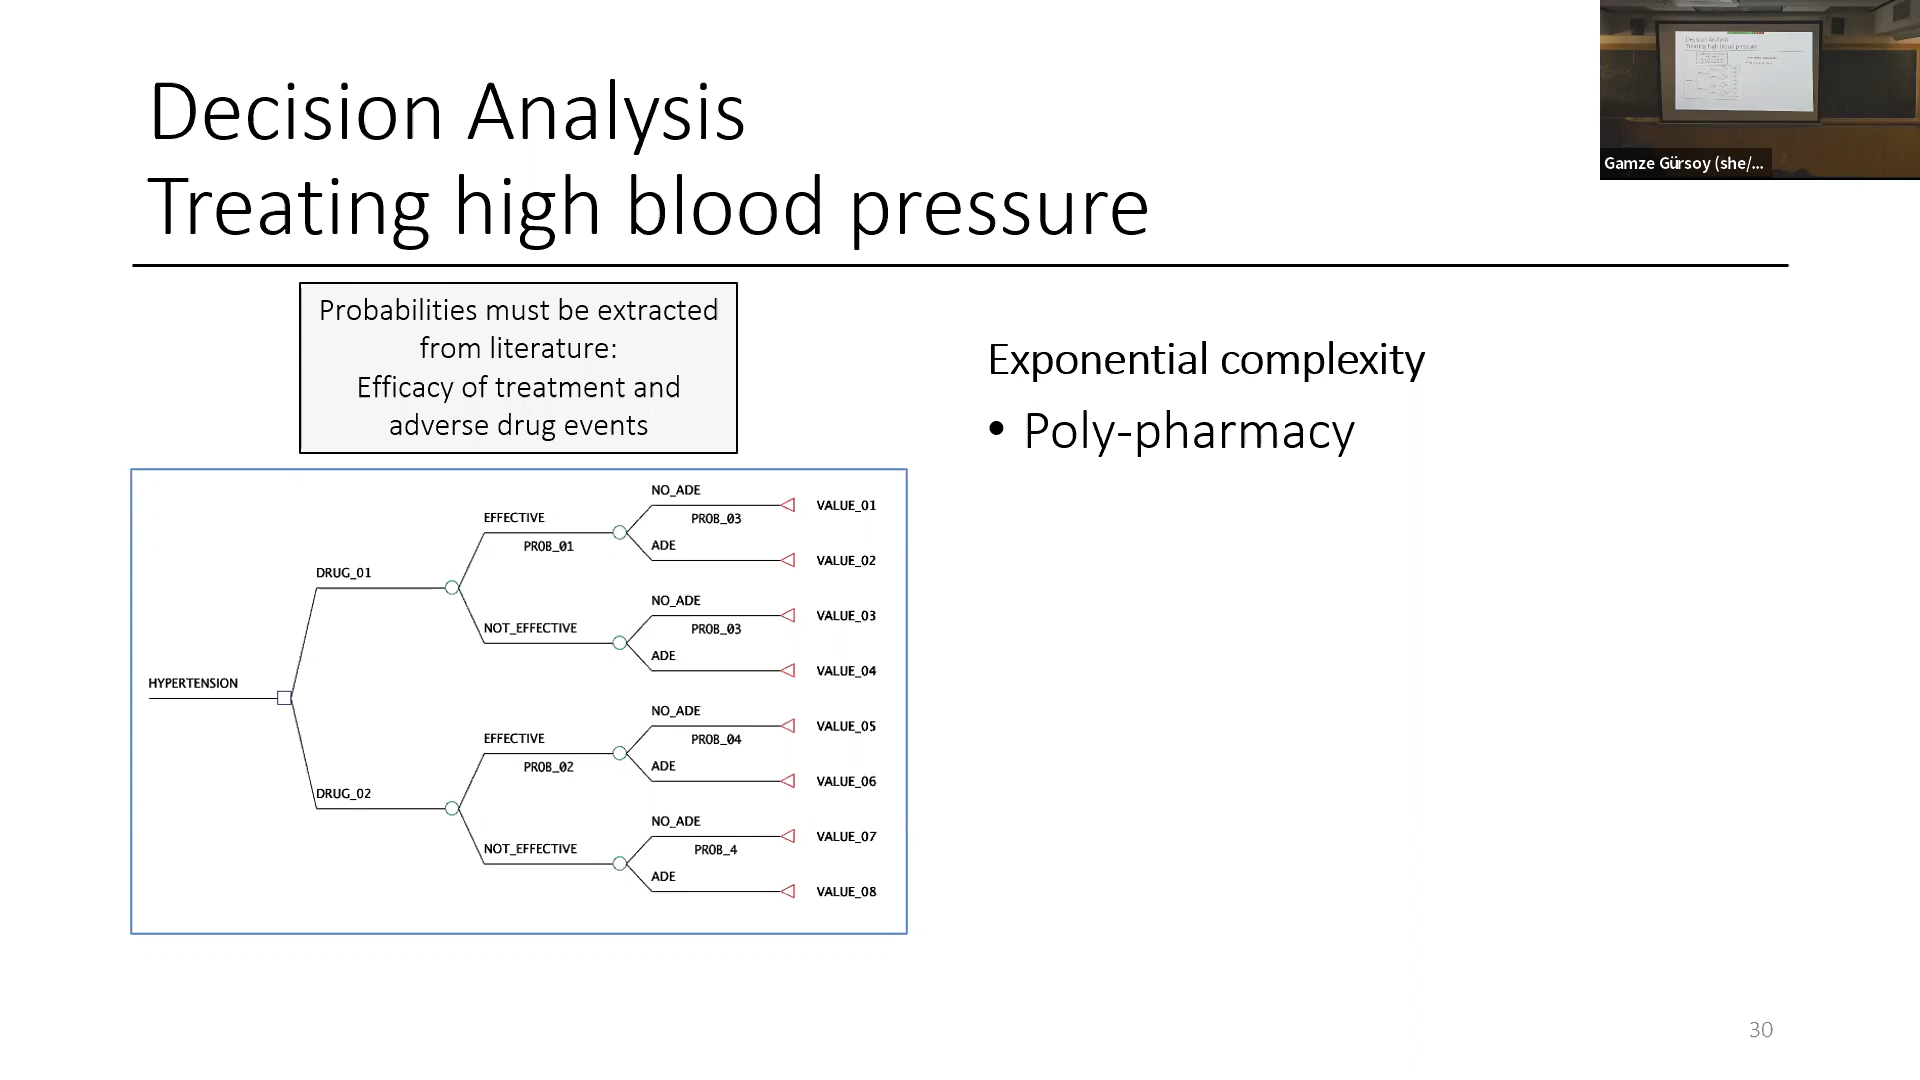 Decision Analysis
Treating high blood pressure
Gamze Gürsoy (she/...
Probabilities must be extracted
from literature:
Efficacy of treatment and
adverse drug events
Exponential complexity
• Poly-pharmacy
HYPERTENSION
DRUG_01
EFFECTIVE
PROB_01
NO_ADE
PROB_03
VALUE_01
ADE
VALUE_02
NOT_EFFECTIVE
NO_ADE
PROB_03
VALUE_03
ADE
VALUE_04
DRUG_02
EFFECTIVE
PROB_02
NO_ADE
PROB_04
VALUE_05
ADE
VALUE_06
NOT_EFFECTIVE
NO_ADE
PROB_4
VALUE_07
ADE
VALUE_08
30